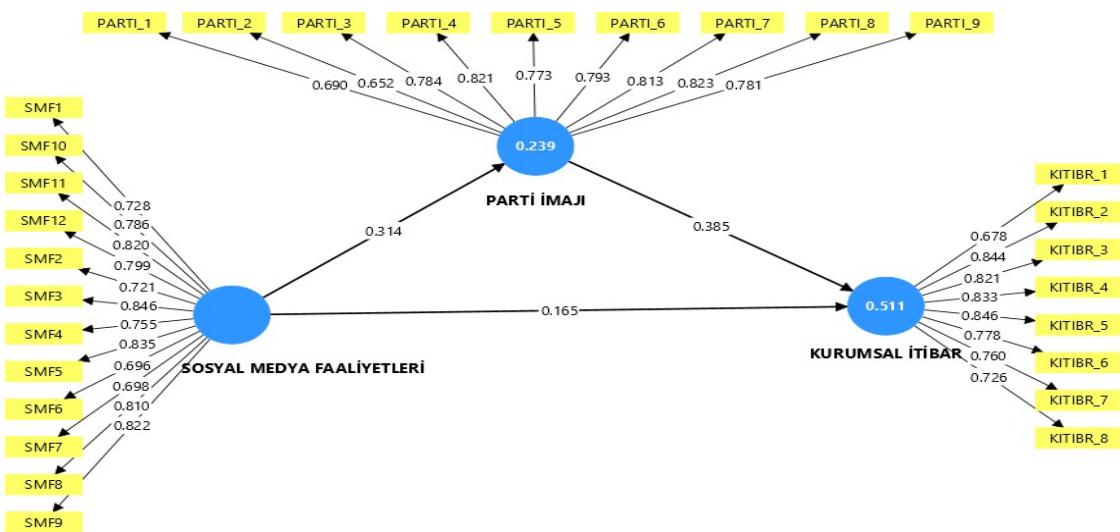 PARTI_1 PARTI_2 PARTI_3 PARTI_4 PARTI_5 PARTI_6 PARTI_7 PARTI_8 PARTI_9
0.690 0.652 0.784 0.821 0.773 0.793 0.813 0.823 0.781
0.239
PARTİ İMAJI
SMF1
SMF10
SMF11
SMF12
SMF2
SMF3
SMF4
SMF5
SMF6
SMF7
SMF8
SMF9
0.728
0.786
0.820
0.799
0.721
0.846
0.755
0.835
0.696
0.698
0.810
0.822
SOSYAL MEDYA FAALİYETLERİ
0.314
0.385
0.165
0.511
KURUMSAL İTİBAR
0.678
0.844
0.821
0.833
0.846
0.778
0.760
0.726
KITIBR_1
KITIBR_2
KITIBR_3
KITIBR_4
KITIBR_5
KITIBR_6
KITIBR_7
KITIBR_8